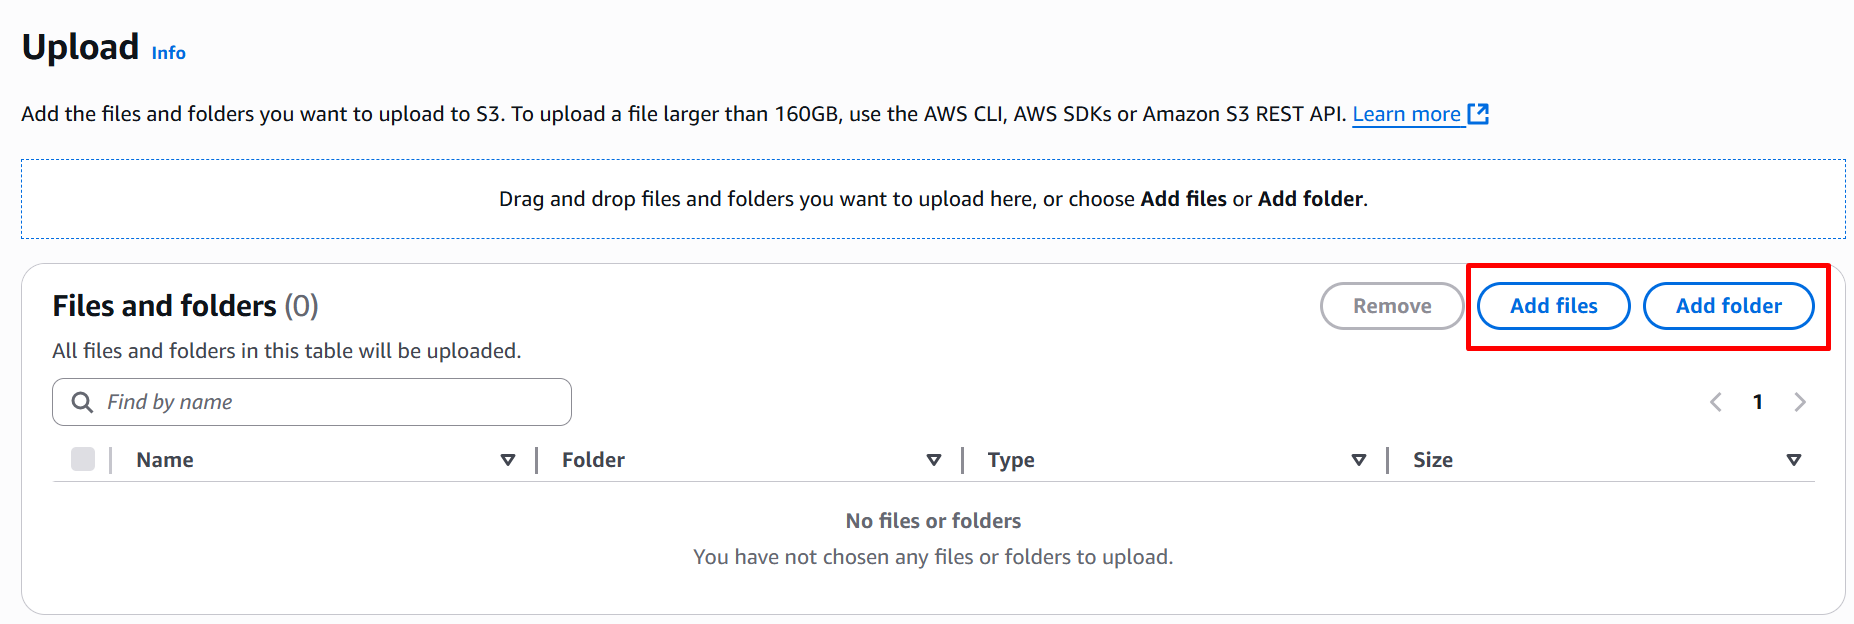 Upload Info
Add the files and folders you want to upload to S3. To upload a file larger than 160GB, use the AWS CLI, AWS SDKs or Amazon S3 REST API. Learn more
Drag and drop files and folders you want to upload here, or choose Add files or Add folder.
Files and folders (0)
Remove Add files Add folder
All files and folders in this table will be uploaded.
Find by name
1
Name Folder Type Size
No files or folders
You have not chosen any files or folders to upload.